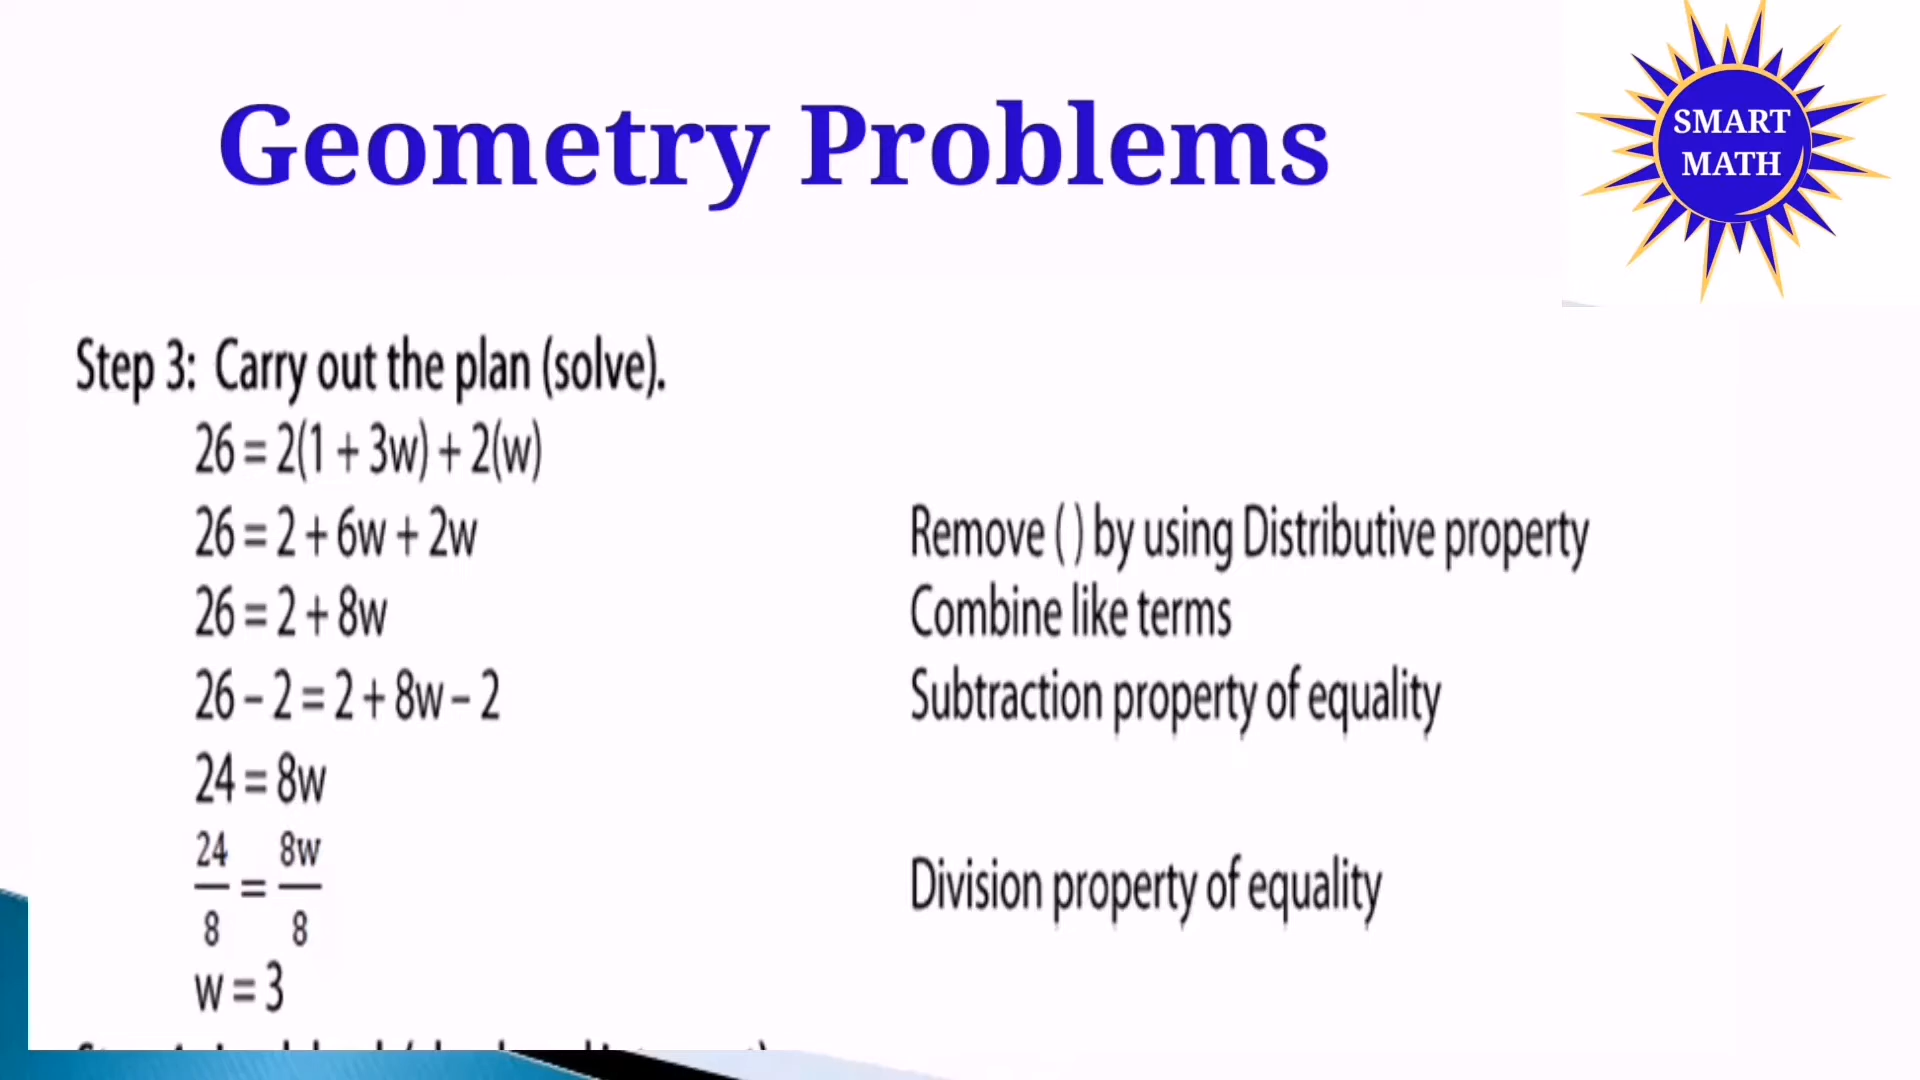 Geometry Problems
SMART
MATH
Step 3: Carry out the plan (solve).
26 = 2(1 + 3w) + 2(w)
26 = 2 + 6w + 2w Remove ( ) by using Distributive property
26 = 2 + 8w Combine like terms
26 – 2 = 2 + 8w – 2 Subtraction property of equality
24 = 8w
24/8 = 8w/8 Division property of equality
w = 3